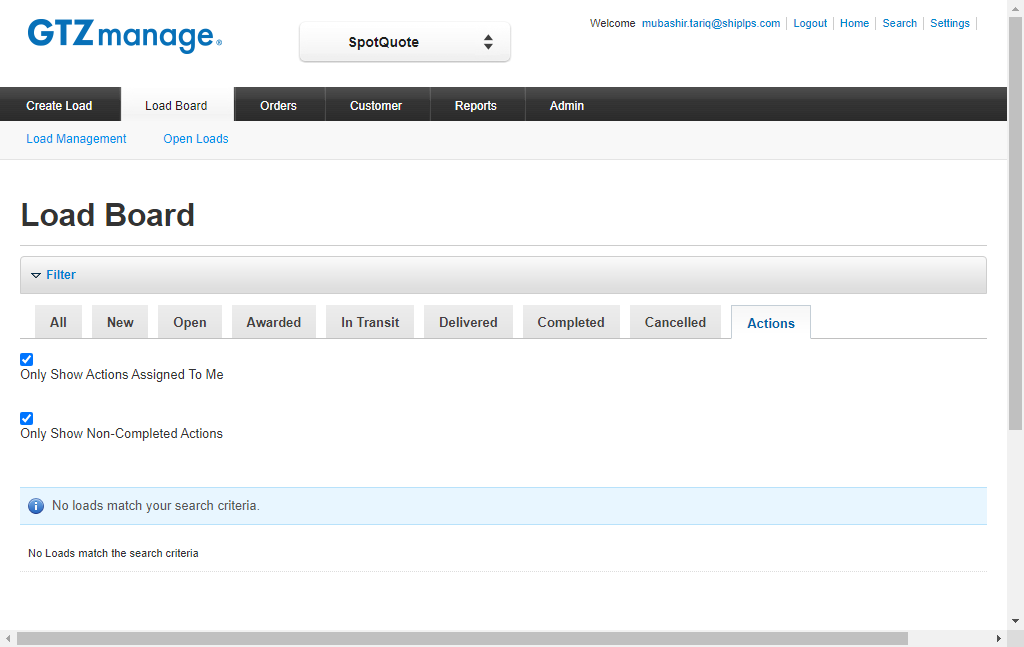 GTZmanage®
SpotQuote
Welcome mubashir.tariq@shiplps.com Logout Home Search Settings
Create Load Load Board Orders Customer Reports Admin
Load Management Open Loads
Load Board
Filter
All New Open Awarded In Transit Delivered Completed Cancelled Actions
Only Show Actions Assigned To Me
Only Show Non-Completed Actions
No loads match your search criteria.
No Loads match the search criteria